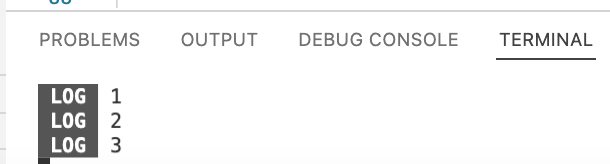 PROBLEMS OUTPUT DEBUG CONSOLE TERMINAL
LOG 1
LOG 2
LOG 3